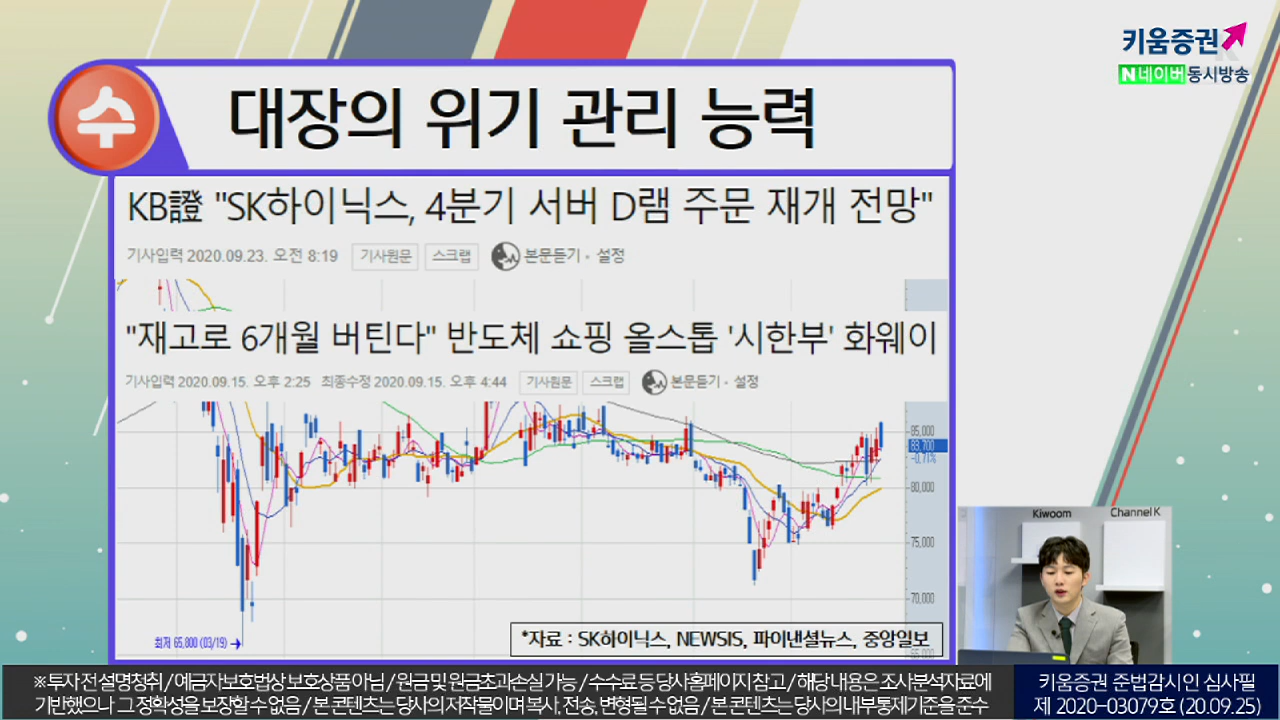 키움증권
N 네이버 동시방송
수
대장의 위기 관리 능력
KB證 "SK하이닉스, 4분기 서버 D램 주문 재개 전망"
기사입력 2020.09.23. 오전 8:19 기사원문 스크랩 본문듣기 · 설정
"재고로 6개월 버틴다" 반도체 쇼핑 올스톱 '시한부' 화웨이
기사입력 2020.09.15. 오후 2:25 최종수정 2020.09.15. 오후 4:44 기사원문 스크랩 본문듣기 · 설정
85,000
83,700
-0.71%
80,000
75,000
70,000
65,000
최저 65,800 (03/19) →
*자료 : SK하이닉스, NEWSIS, 파이낸셜뉴스, 중앙일보
Kiwoom Channel K
※ 투자 전 설명청취 / 예금자보호법상 보호상품 아님 / 원금 및 원금초과손실 가능 / 수수료 등 당사홈페이지 참고 / 해당 내용은 조사분석자료에
기반했으나 그 정확성을 보장할 수 없음 / 본 콘텐츠는 당사의 저작물이며 복사, 전송, 변형될 수 없음 / 본 콘텐츠는 당사의 내부통제기준을 준수
키움증권 준법감시인 심사필
제 2020-03079호 (20.09.25)